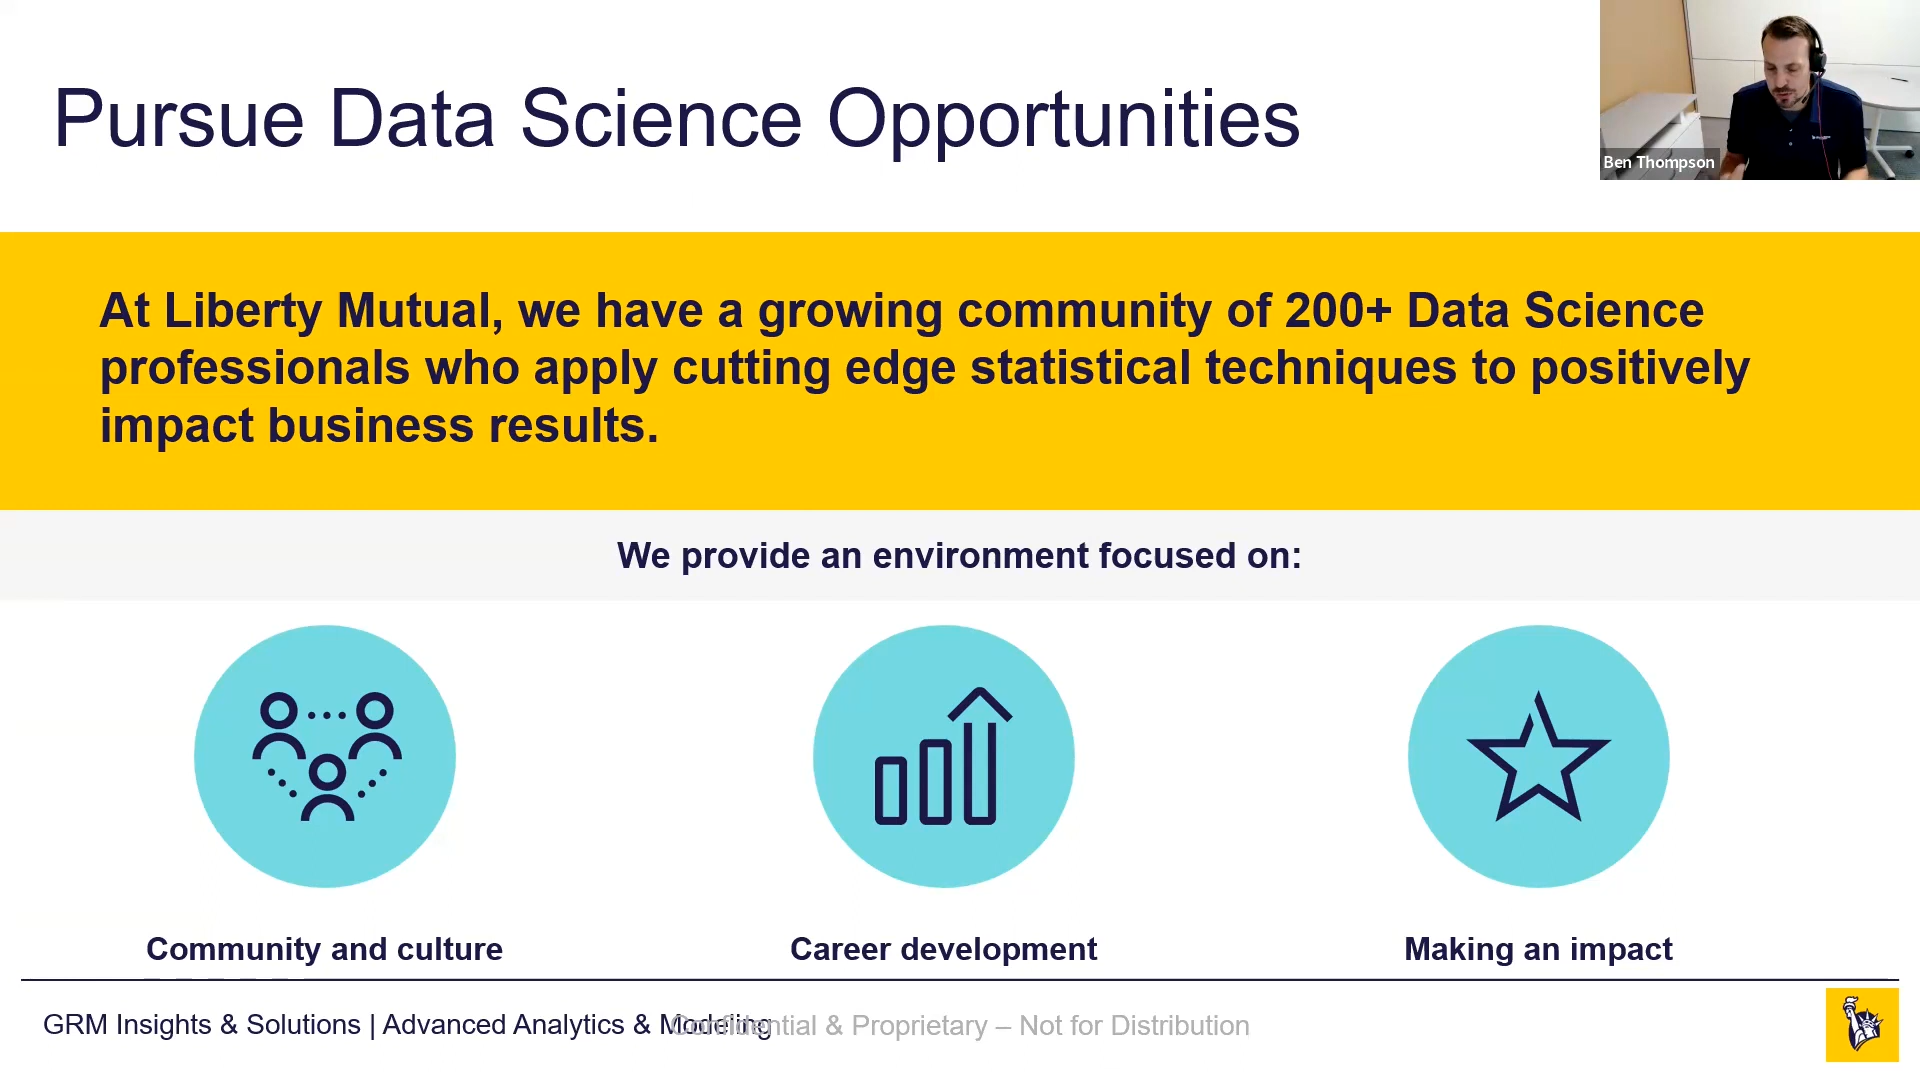 Pursue Data Science Opportunities
Ben Thompson
At Liberty Mutual, we have a growing community of 200+ Data Science
professionals who apply cutting edge statistical techniques to positively
impact business results.
We provide an environment focused on:
Community and culture
Career development
Making an impact
GRM Insights & Solutions | Advanced Analytics & Modeling
Confidential & Proprietary – Not for Distribution